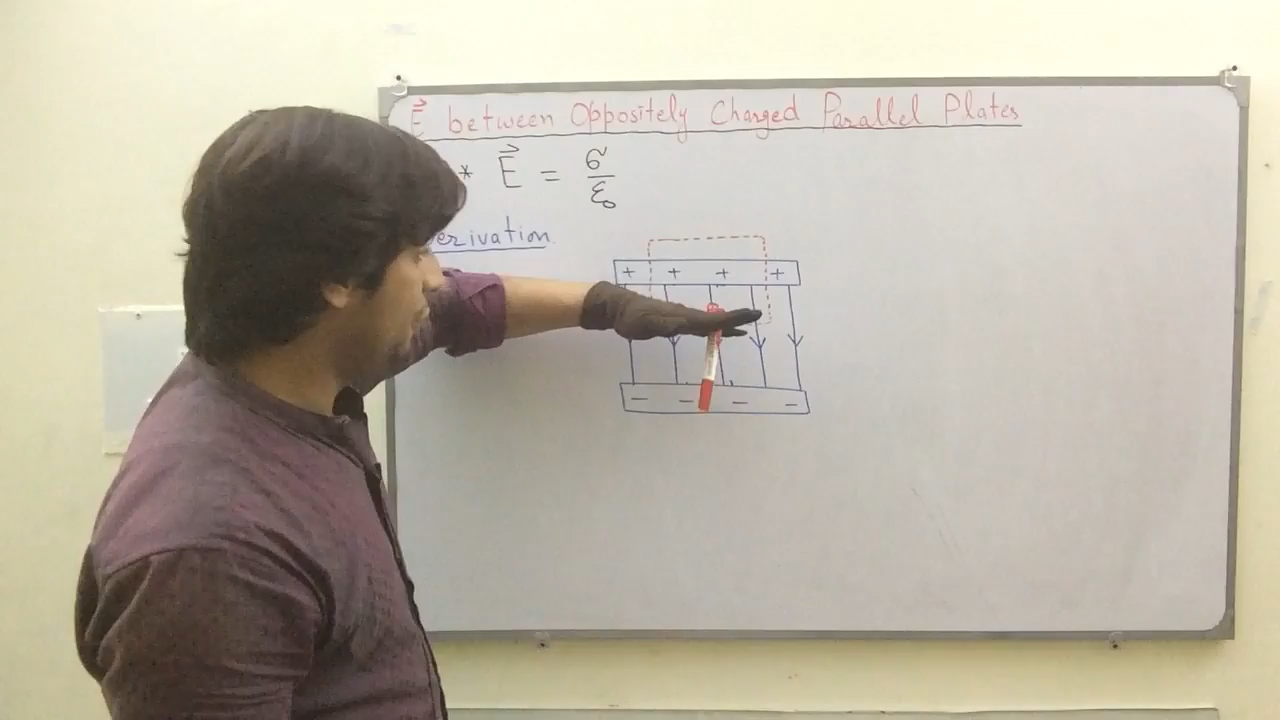 E⃗ between Oppositely Charged Parallel Plates
* E⃗ = σ/ε₀
erivation
+ + + +
− − − −